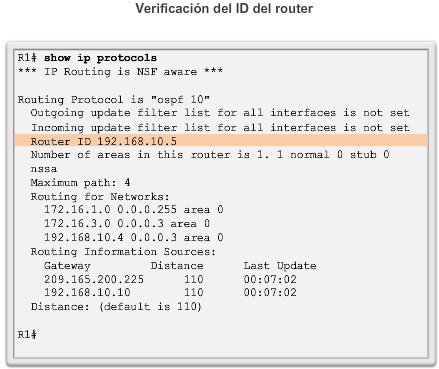 Verificación del ID del router
R1# show ip protocols
*** IP Routing is NSF aware ***
Routing Protocol is "ospf 10"
Outgoing update filter list for all interfaces is not set
Incoming update filter list for all interfaces is not set
Router ID 192.168.10.5
Number of areas in this router is 1. 1 normal 0 stub 0
nssa
Maximum path: 4
Routing for Networks:
172.16.1.0 0.0.0.255 area 0
172.16.3.0 0.0.0.3 area 0
192.168.10.4 0.0.0.3 area 0
Routing Information Sources:
Gateway Distance Last Update
209.165.200.225 110 00:07:02
192.168.10.10 110 00:07:02
Distance: (default is 110)
R1#